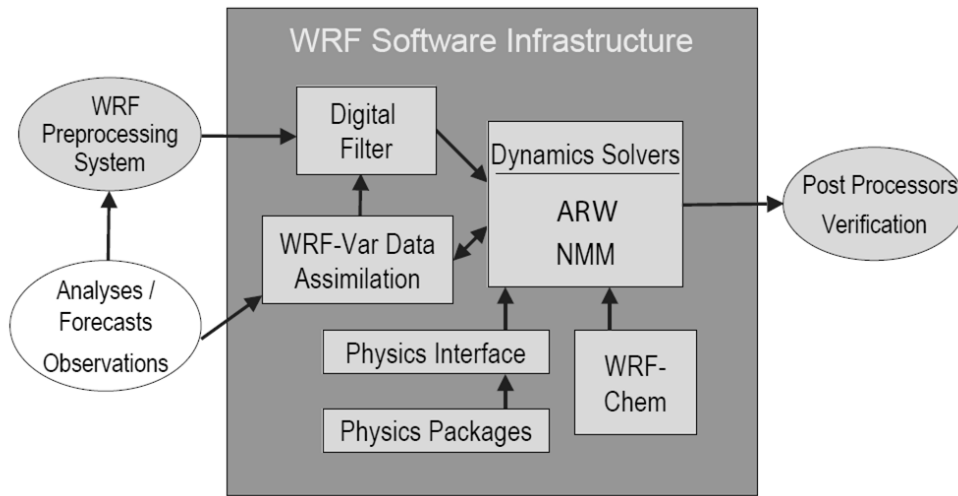 WRF Software Infrastructure
WRF
Preprocessing
System
Digital
Filter
Dynamics Solvers
ARW
NMM
Post Processors
Verification
WRF-Var Data
Assimilation
Analyses /
Forecasts
Observations
Physics Interface
WRF-
Chem
Physics Packages